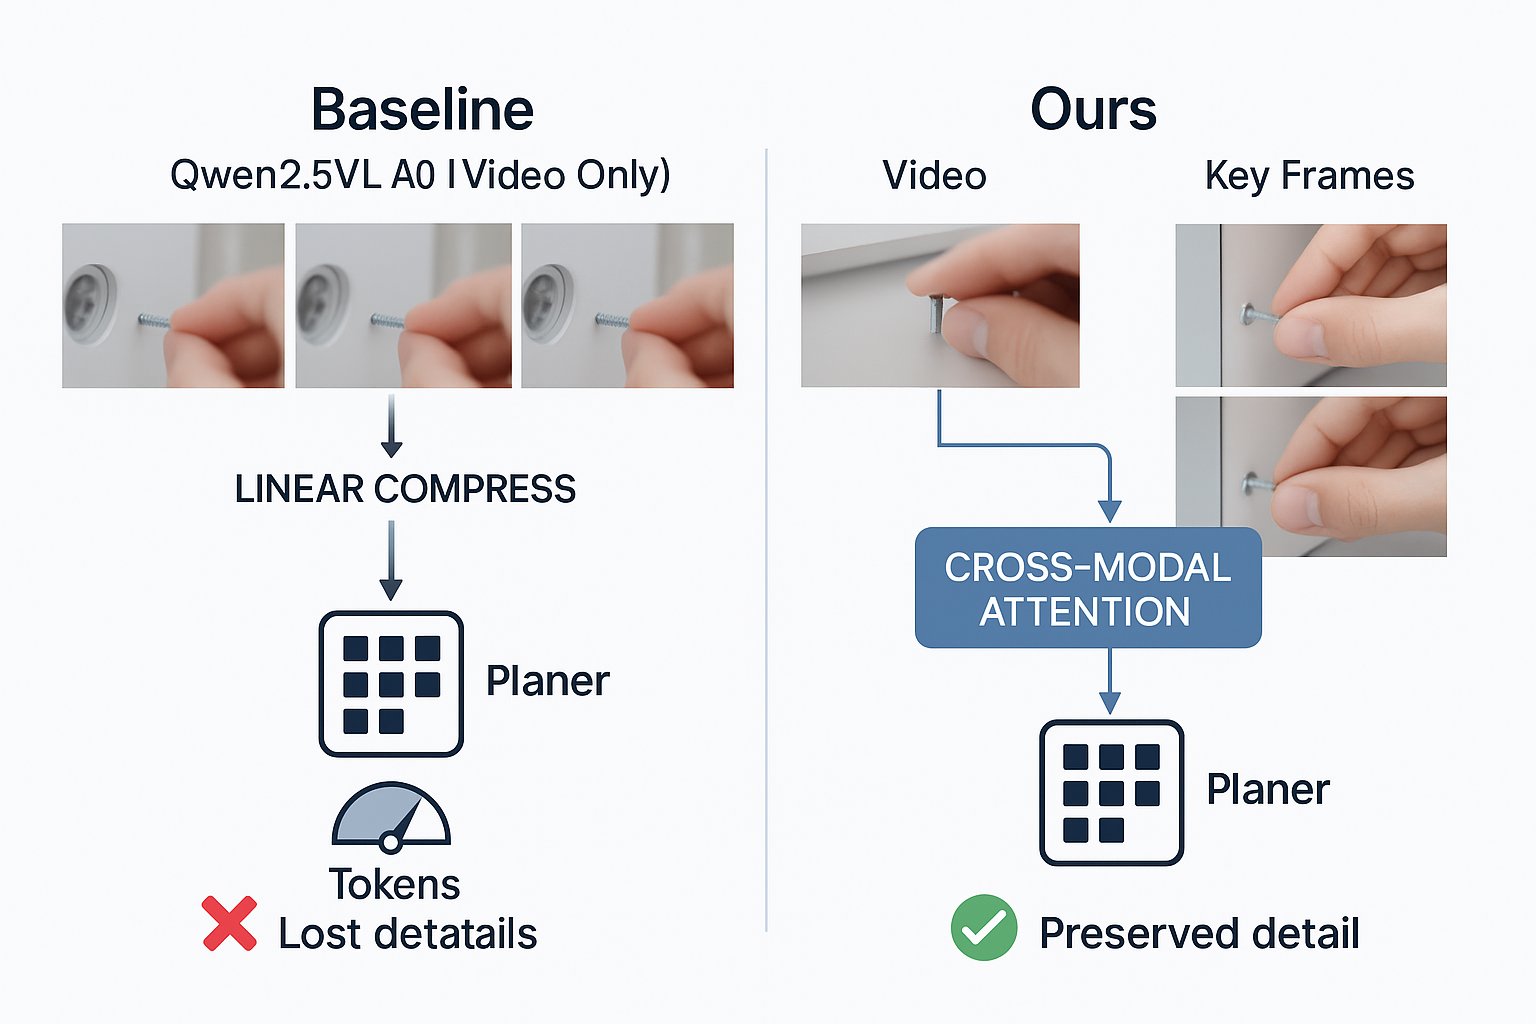 Baseline
Qwen2.5VL A0 I Video Only)
LINEAR COMPRESS
Planer
Tokens
Lost detatails
Ours
Video
Key Frames
CROSS-MODAL
ATTENTION
Planer
Preserved detail